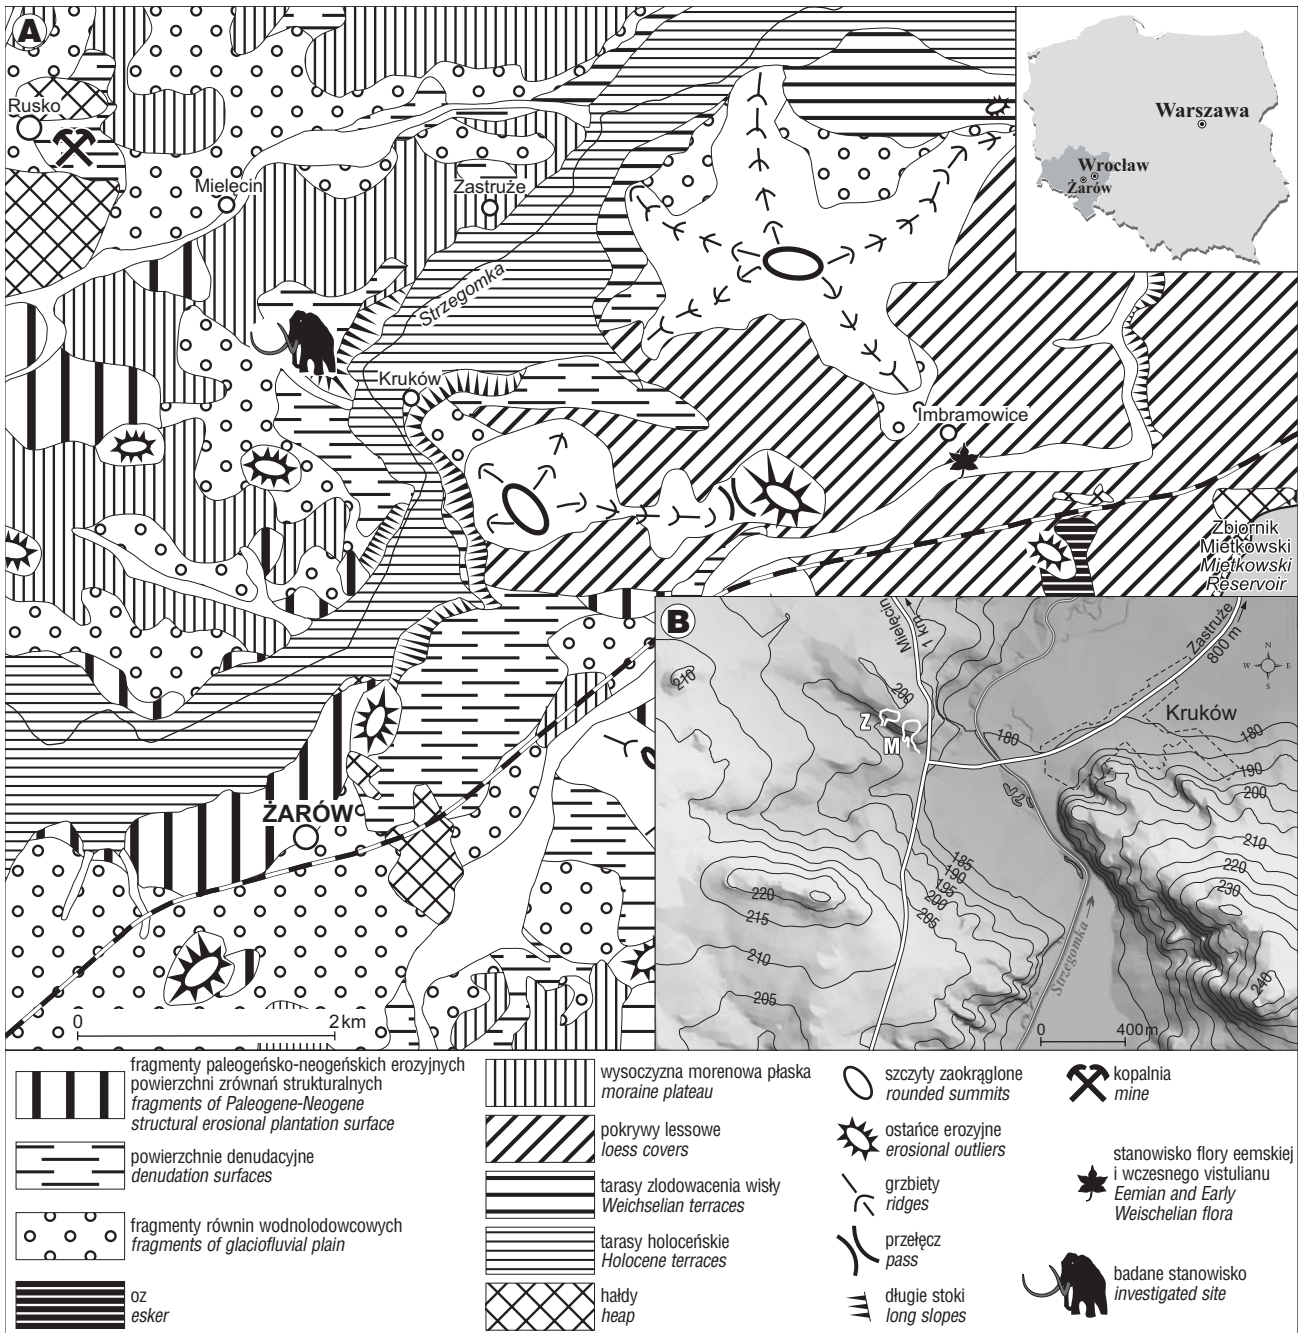 A
Rusko
Mielęcin
Zastruże
Strzegomka
Kruków
Imbramowice
ŻARÓW
0 2 km
Warszawa
Wrocław
Żarów
Zbiornik
Mietkowski
Miętkowski
Reservoir
B
Mielęcin
1 km
Zastruże
800 m
N
W E
S
Kruków
210
200
Z
M
180
180
190
200
210
220
230
240
185
190
195
200
205
220
215
210
205
Strzegomka
0 400 m
fragmenty paleogeńsko-neogeńskich erozyjnych
powierzchni zrównań strukturalnych
fragments of Paleogene-Neogene
structural erosional plantation surface
powierzchnie denudacyjne
denudation surfaces
fragmenty równin wodnolodowcowych
fragments of glaciofluvial plain
oz
esker
wysoczyzna morenowa płaska
moraine plateau
pokrywy lessowe
loess covers
tarasy zlodowacenia wisły
Weichselian terraces
tarasy holoceńskie
Holocene terraces
hałdy
heap
szczyty zaokrąglone
rounded summits
ostańce erozyjne
erosional outliers
grzbiety
ridges
przełęcz
pass
długie stoki
long slopes
kopalnia
mine
stanowisko flory eemskiej
i wczesnego vistulianu
Eemian and Early
Weischelian flora
badane stanowisko
investigated site